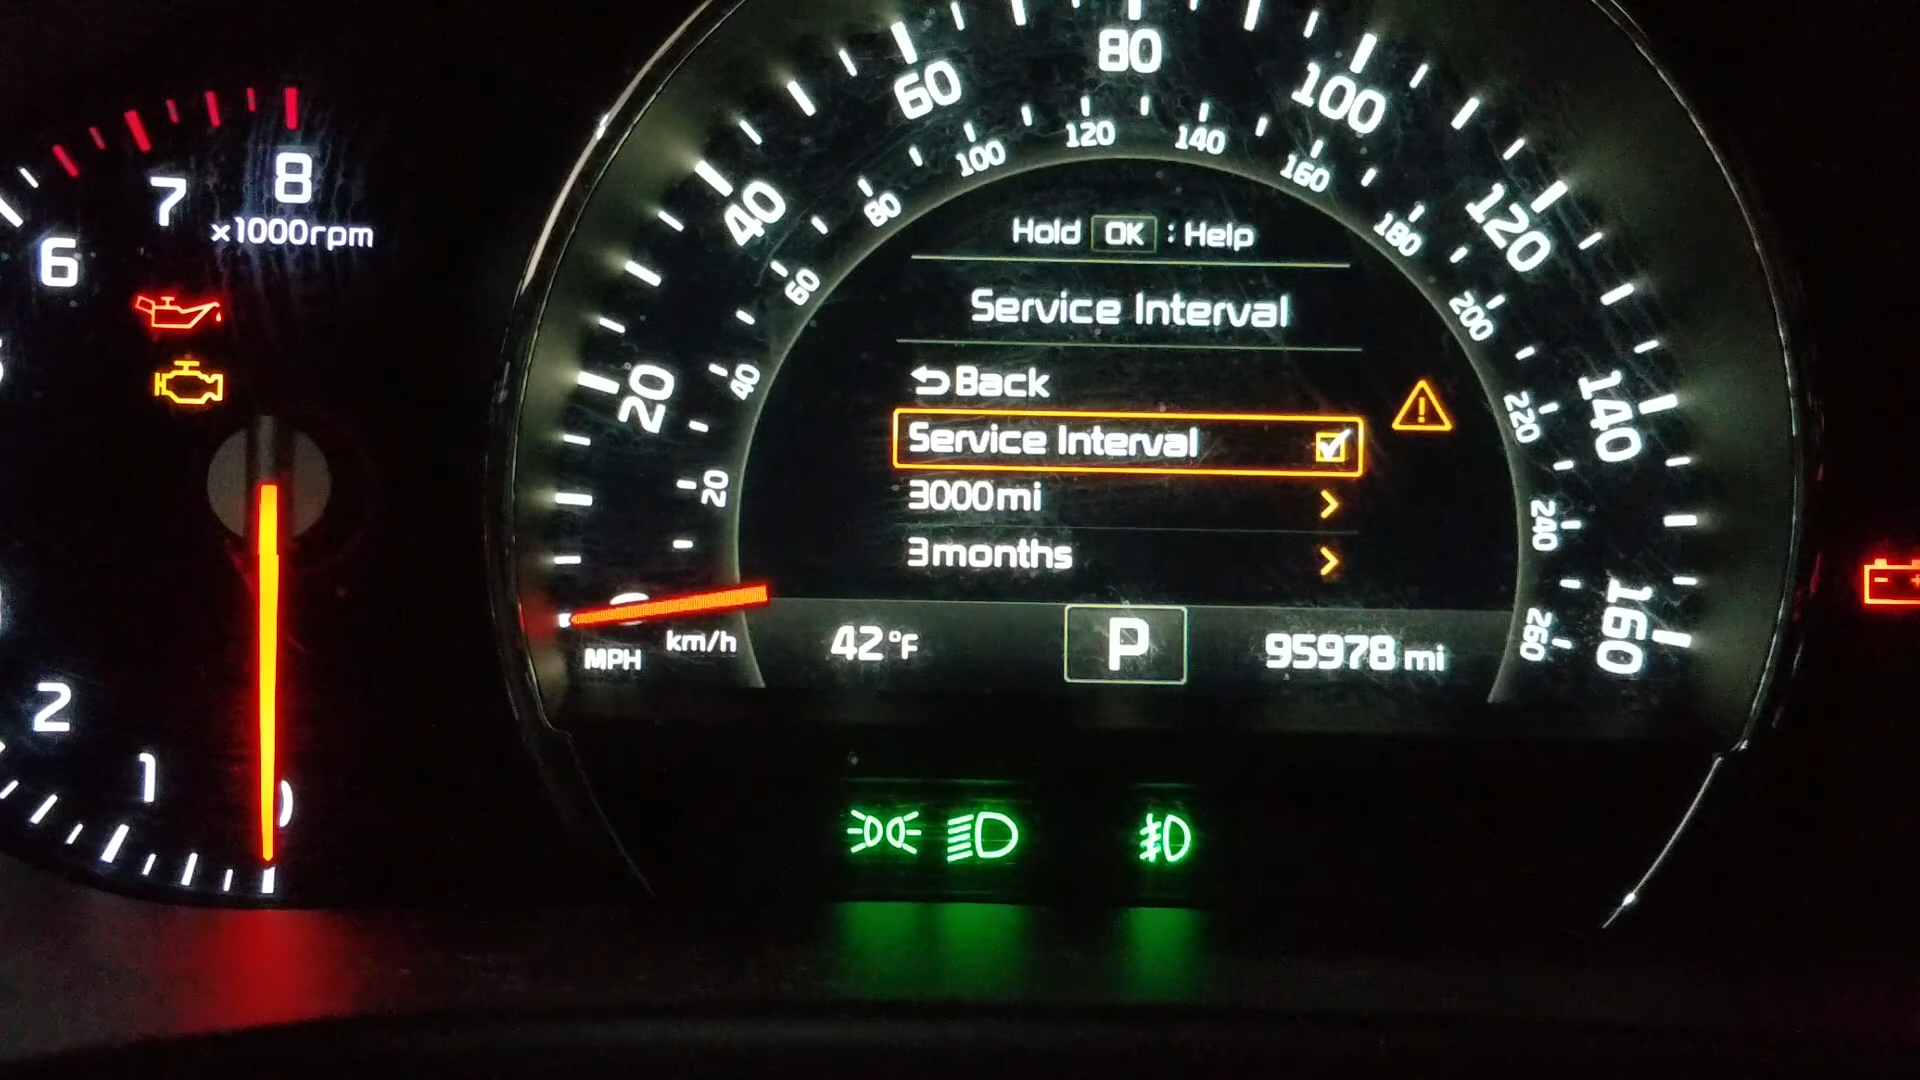 8
7
6
x1000rpm
2
1
0
20
40
60
80
100
120
140
160
20
40
60
80
100
120
140
160
180
200
220
240
260
MPH
km/h
Hold OK : Help
Service Interval
Back
Service Interval
3000mi
3months
42°F
P
95978 mi